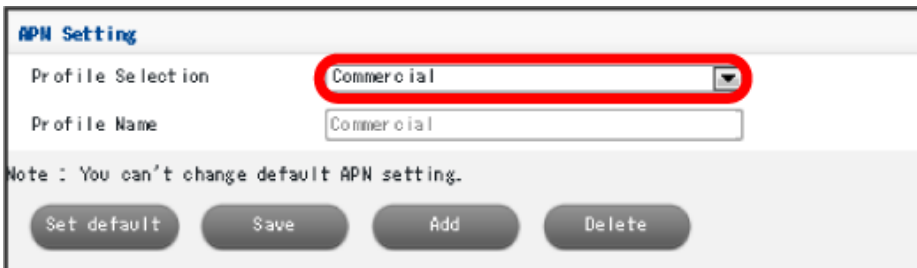 APN Setting
Profile Selection Commercial
Profile Name Commercial
Note : You can't change default APN setting.
Set default Save Add Delete